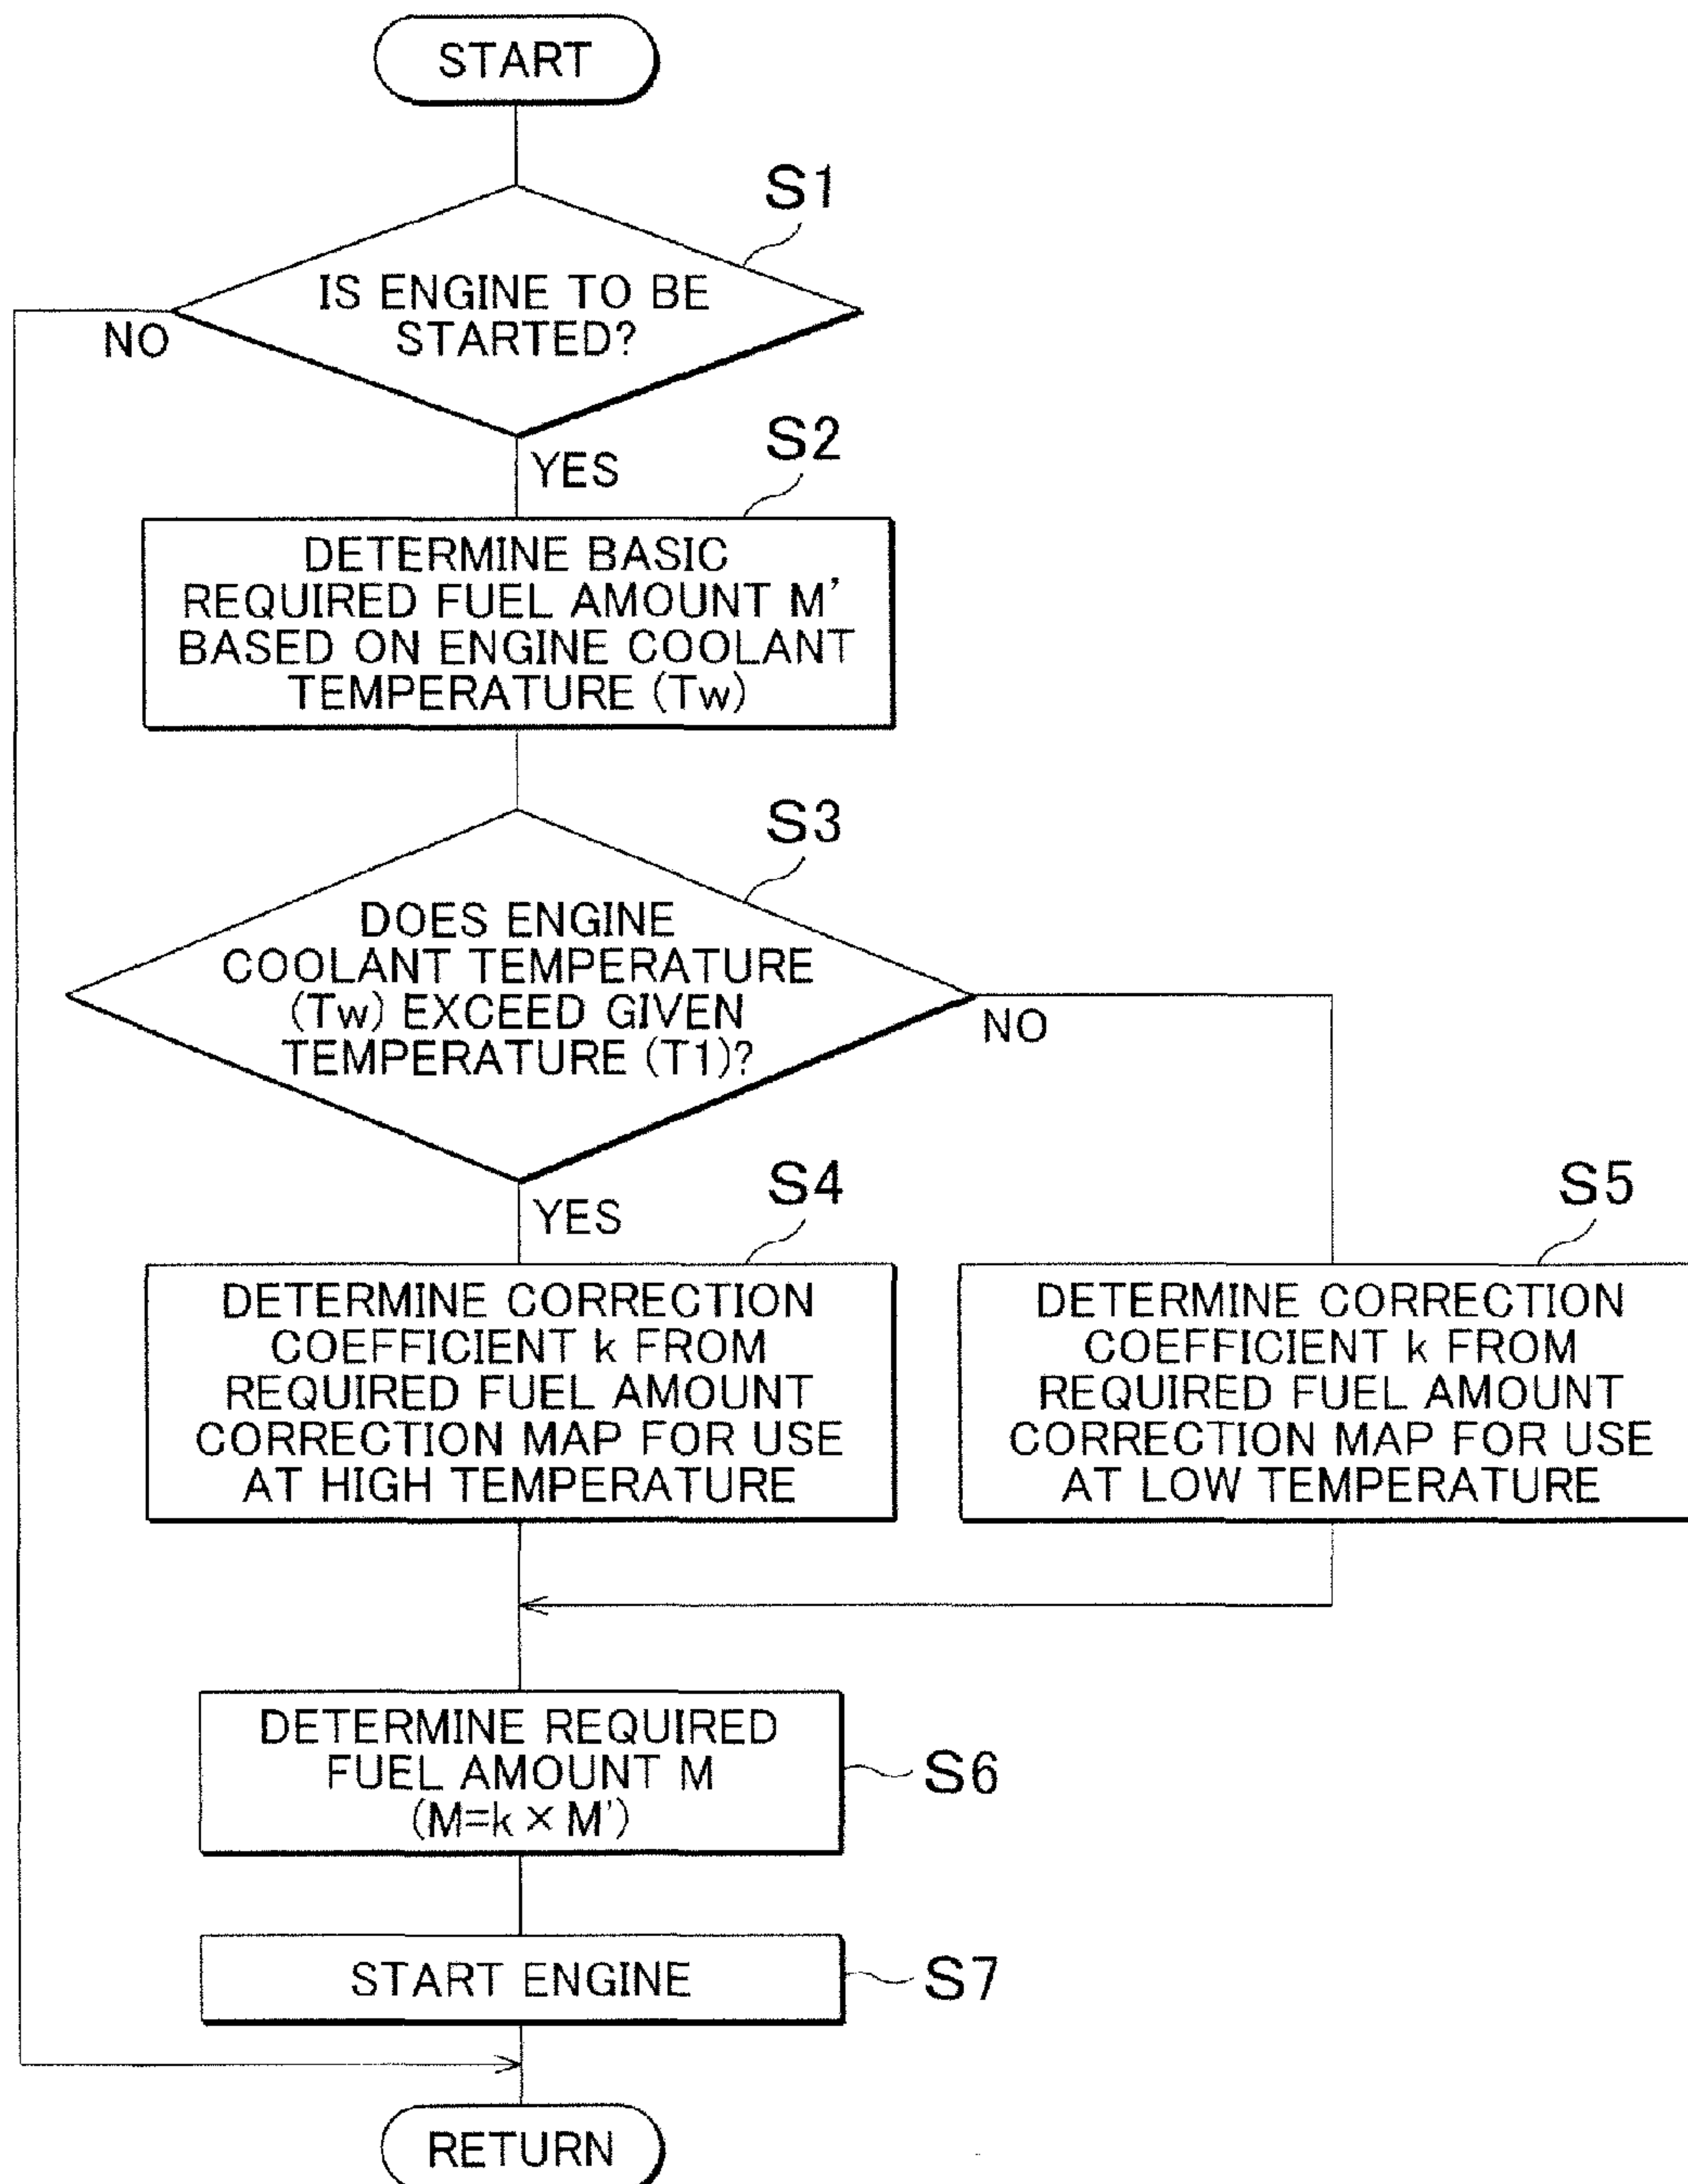 START
S1
IS ENGINE TO BE
STARTED?
NO
YES
S2
DETERMINE BASIC
REQUIRED FUEL AMOUNT M'
BASED ON ENGINE COOLANT
TEMPERATURE (Tw)
S3
DOES ENGINE
COOLANT TEMPERATURE
(Tw) EXCEED GIVEN
TEMPERATURE (T1)?
NO
YES
S4
DETERMINE CORRECTION
COEFFICIENT k FROM
REQUIRED FUEL AMOUNT
CORRECTION MAP FOR USE
AT HIGH TEMPERATURE
S5
DETERMINE CORRECTION
COEFFICIENT k FROM
REQUIRED FUEL AMOUNT
CORRECTION MAP FOR USE
AT LOW TEMPERATURE
DETERMINE REQUIRED
FUEL AMOUNT M
(M=k × M')
S6
START ENGINE
S7
RETURN